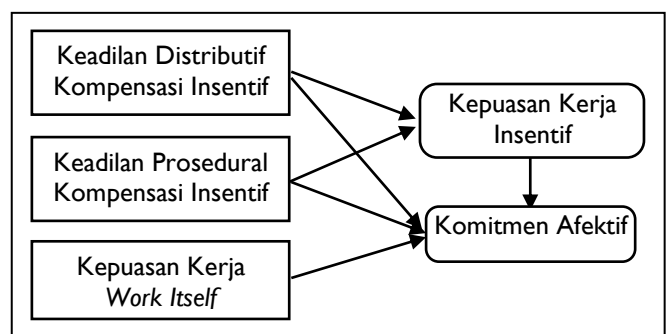 Keadilan Distributif
Kompensasi Insentif
Keadilan Prosedural
Kompensasi Insentif
Kepuasan Kerja
Work Itself
Kepuasan Kerja
Insentif
Komitmen Afektif